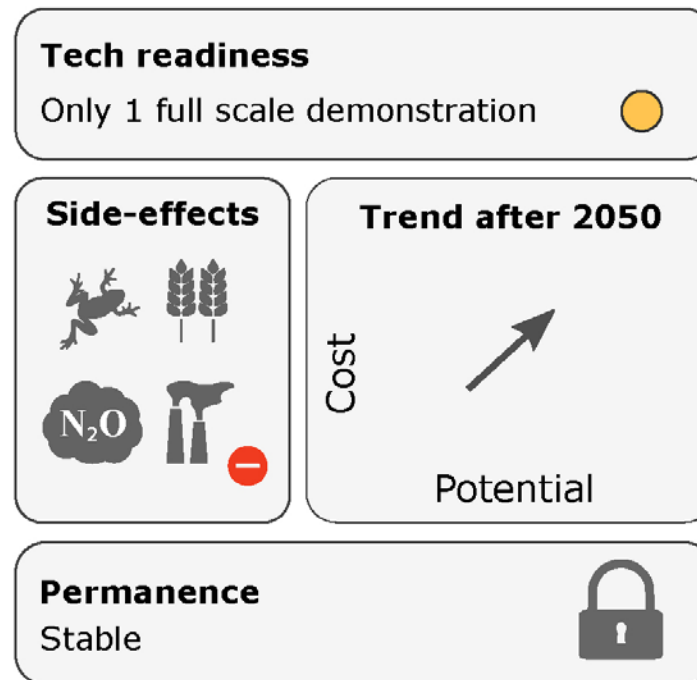 Tech readiness
Only 1 full scale demonstration
Side-effects
N₂O
Trend after 2050
Cost
Potential
Permanence
Stable